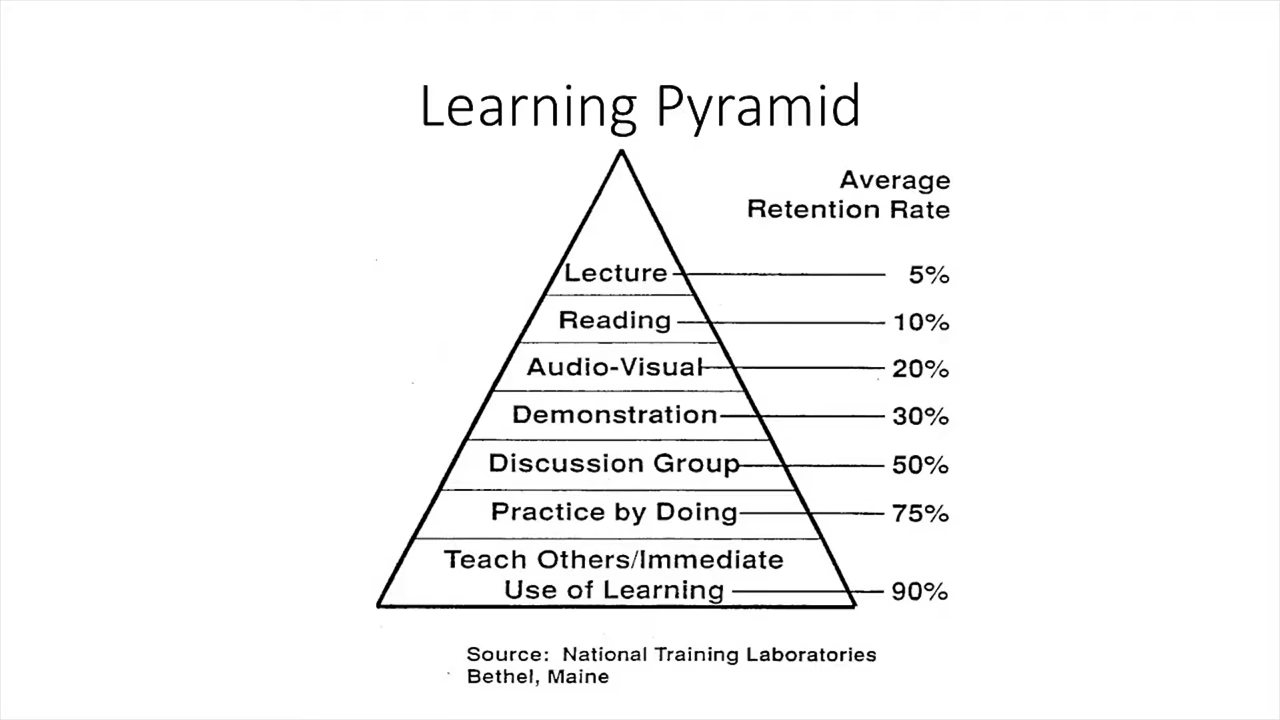 Learning Pyramid
Average
Retention Rate
Lecture 5%
Reading 10%
Audio-Visual 20%
Demonstration 30%
Discussion Group 50%
Practice by Doing 75%
Teach Others/Immediate
Use of Learning 90%
Source: National Training Laboratories
Bethel, Maine